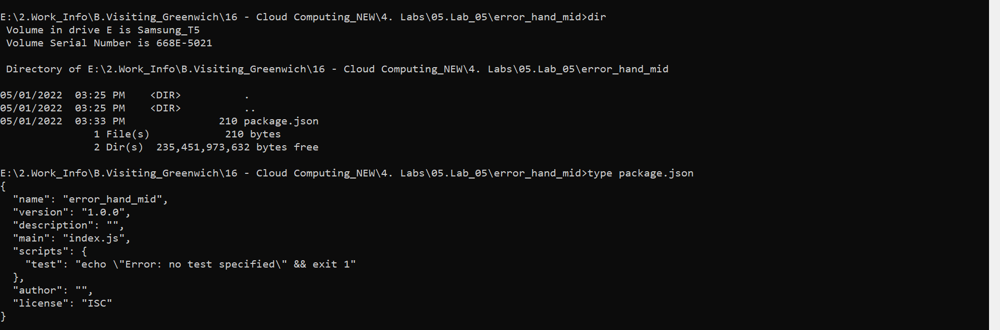 E:\2.Work_Info\B.Visiting_Greenwich\16 - Cloud Computing_NEW\4. Labs\05.Lab_05\error_hand_mid>dir
 Volume in drive E is Samsung_T5
 Volume Serial Number is 668E-5021

 Directory of E:\2.Work_Info\B.Visiting_Greenwich\16 - Cloud Computing_NEW\4. Labs\05.Lab_05\error_hand_mid

05/01/2022  03:25 PM    <DIR>          .
05/01/2022  03:25 PM    <DIR>          ..
05/01/2022  03:33 PM               210 package.json
               1 File(s)            210 bytes
               2 Dir(s)  235,451,973,632 bytes free

E:\2.Work_Info\B.Visiting_Greenwich\16 - Cloud Computing_NEW\4. Labs\05.Lab_05\error_hand_mid>type package.json
{
  "name": "error_hand_mid",
  "version": "1.0.0",
  "description": "",
  "main": "index.js",
  "scripts": {
    "test": "echo \"Error: no test specified\" && exit 1"
  },
  "author": "",
  "license": "ISC"
}